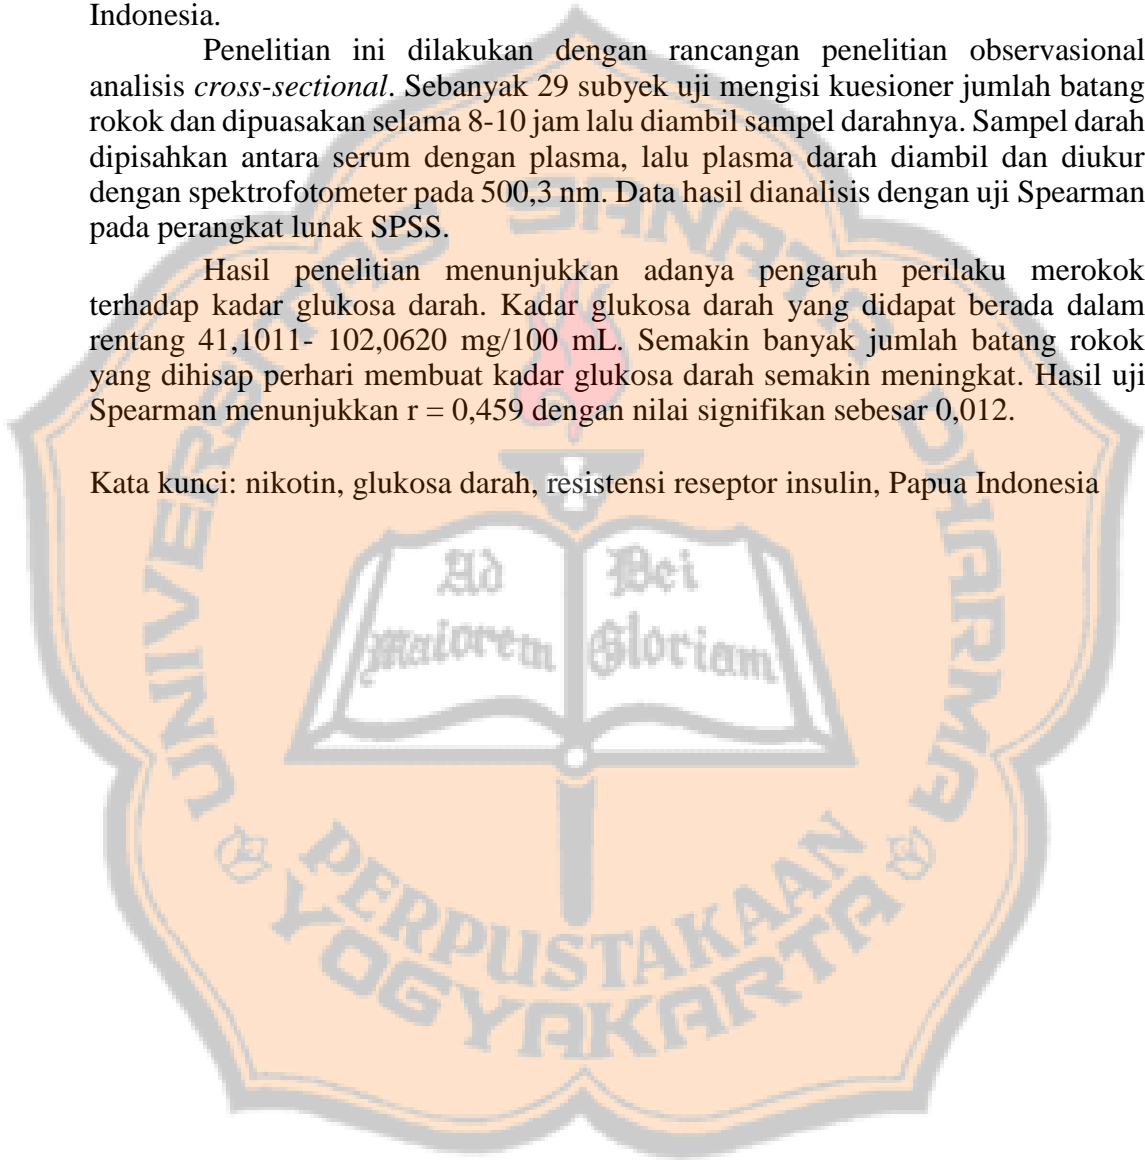 Indonesia.
Penelitian ini dilakukan dengan rancangan penelitian observasional
analisis cross-sectional. Sebanyak 29 subyek uji mengisi kuesioner jumlah batang
rokok dan dipuasakan selama 8-10 jam lalu diambil sampel darahnya. Sampel darah
dipisahkan antara serum dengan plasma, lalu plasma darah diambil dan diukur
dengan spektrofotometer pada 500,3 nm. Data hasil dianalisis dengan uji Spearman
pada perangkat lunak SPSS.
Hasil penelitian menunjukkan adanya pengaruh perilaku merokok
terhadap kadar glukosa darah. Kadar glukosa darah yang didapat berada dalam
rentang 41,1011- 102,0620 mg/100 mL. Semakin banyak jumlah batang rokok
yang dihisap perhari membuat kadar glukosa darah semakin meningkat. Hasil uji
Spearman menunjukkan r = 0,459 dengan nilai signifikan sebesar 0,012.
Kata kunci: nikotin, glukosa darah, resistensi reseptor insulin, Papua Indonesia
UNIVERSITAS SANATA DHARMA
Ad Dei
maiorem Gloriam
PERPUSTAKAAN
YOGYAKARTA